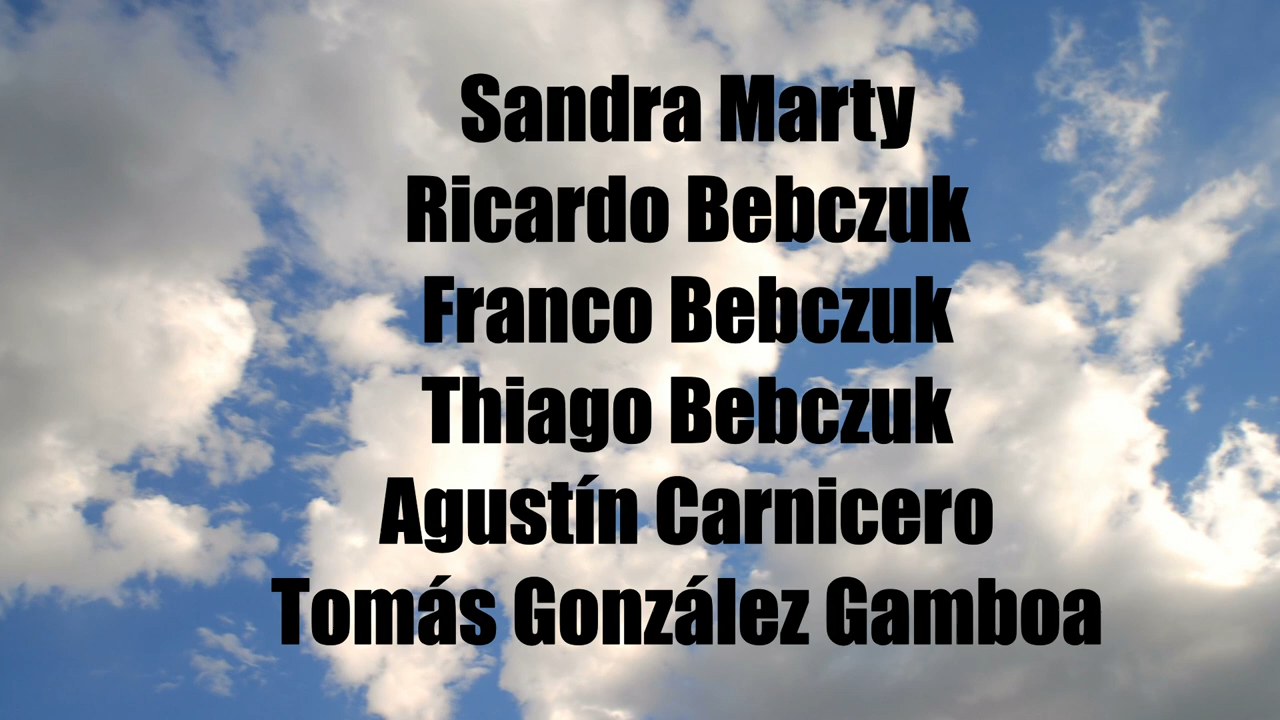 Sandra Marty
Ricardo Bebczuk
Franco Bebczuk
Thiago Bebczuk
Agustín Carnicero
Tomás González Gamboa